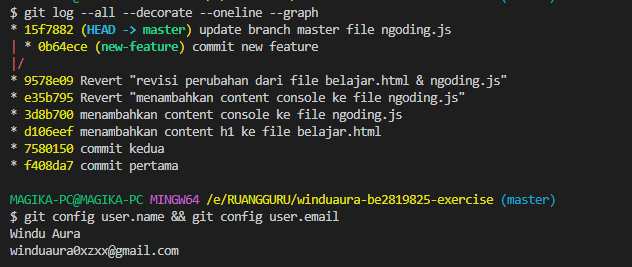 $ git log --all --decorate --oneline --graph
* 15f7882 (HEAD -> master) update branch master file ngoding.js
| * 0b64ece (new-feature) commit new feature
|/
* 9578e09 Revert "revisi perubahan dari file belajar.html & ngoding.js"
* e35b795 Revert "menambahkan content console ke file ngoding.js"
* 3d8b700 menambahkan content console ke file ngoding.js
* d106eef menambahkan content h1 ke file belajar.html
* 7580150 commit kedua
* f408da7 commit pertama
MAGIKA-PC@MAGIKA-PC MINGW64 /e/RUANGGURU/winduaura-be2819825-exercise (master)
$ git config user.name && git config user.email
Windu Aura
winduaura0xzxx@gmail.com